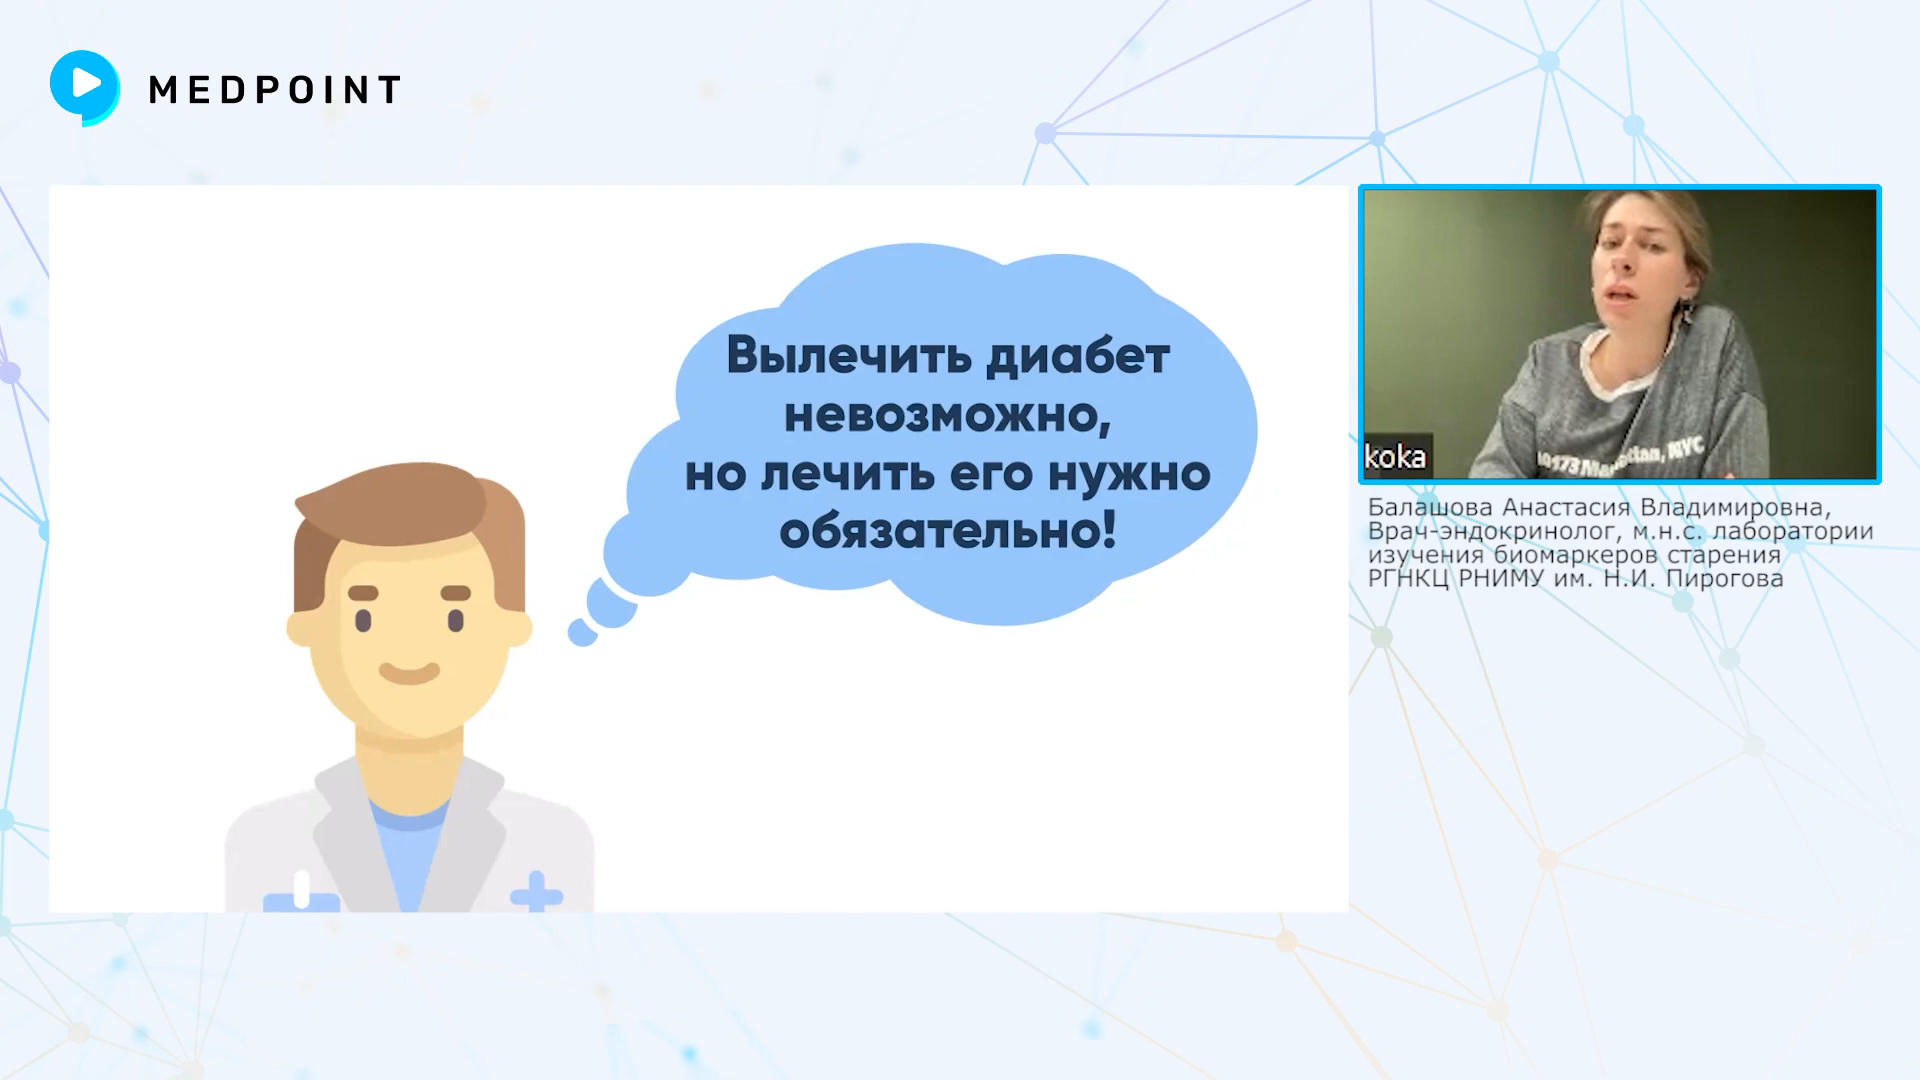 MEDPOINT
Вылечить диабет
невозможно,
но лечить его нужно
обязательно!
koka
Балашова Анастасия Владимировна,
Врач-эндокринолог, м.н.с. лаборатории
изучения биомаркеров старения
РГНКЦ РНИМУ им. Н.И. Пирогова